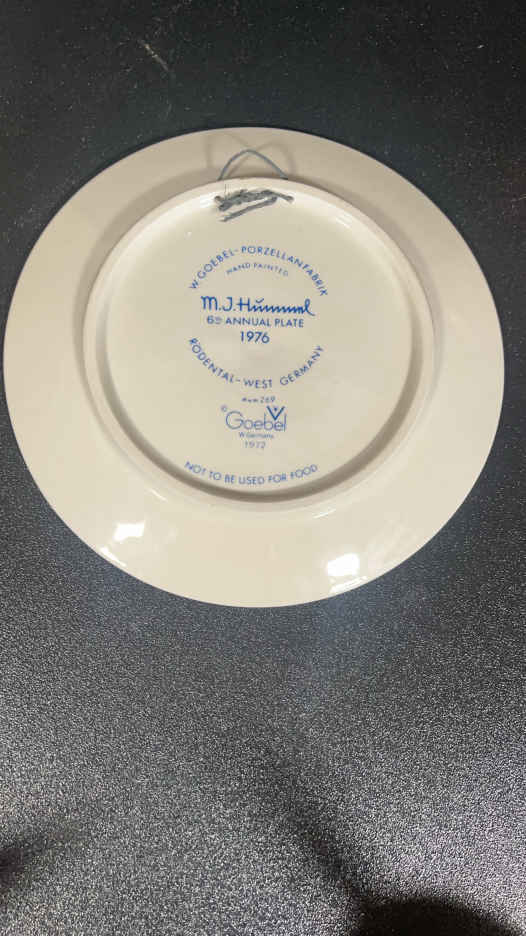 W. GOEBEL-PORZELLANFABRIK
HAND PAINTED
M.J. Hummel
6th ANNUAL PLATE
1976
RÖDENTAL-WEST GERMANY
Hum 269
© Goebel
W. Germany
1972
NOT TO BE USED FOR FOOD